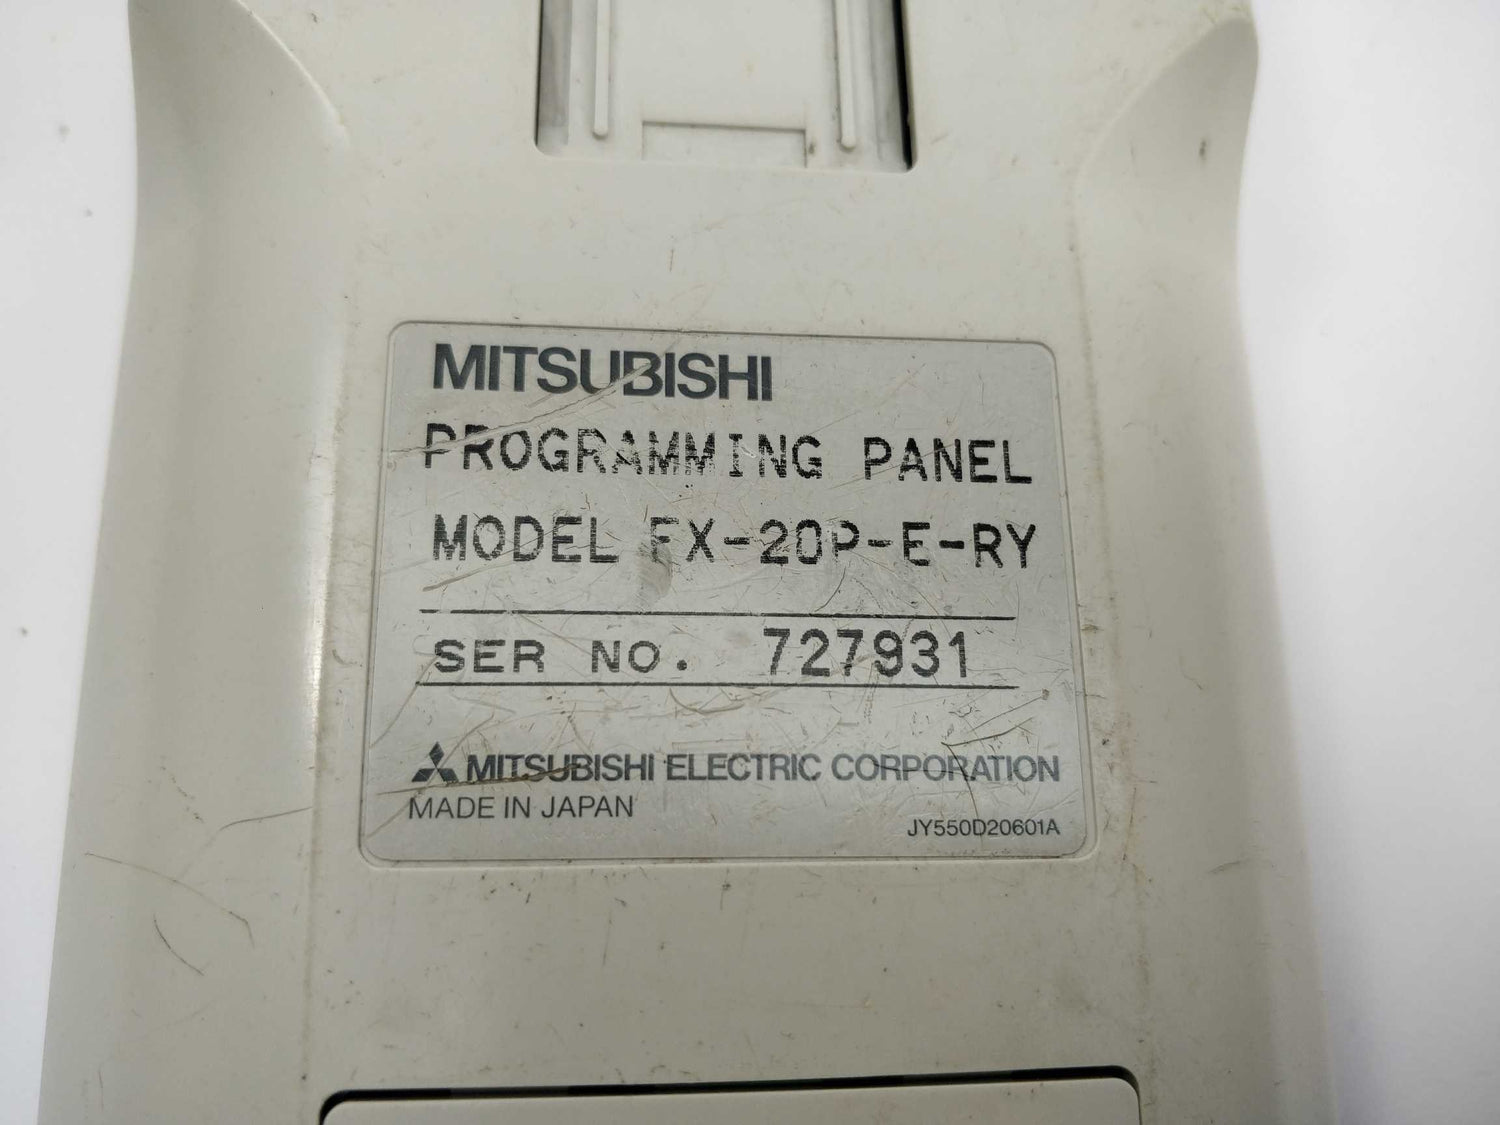 MITSUBISHI
PROGRAMMING PANEL
MODEL FX-20P-E-RY
SER NO. 727931
MITSUBISHI ELECTRIC CORPORATION
MADE IN JAPAN
JY550D20601A